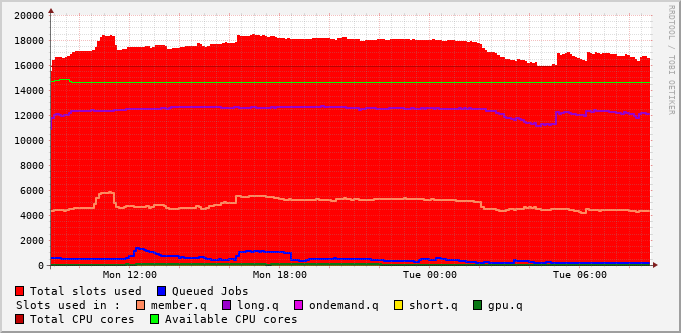 20000
18000
16000
14000
12000
10000
8000
6000
4000
2000
0
Mon 12:00 Mon 18:00 Tue 00:00 Tue 06:00
Total slots used Queued Jobs
Slots used in : member.q long.q ondemand.q short.q gpu.q
Total CPU cores Available CPU cores
RRDTOOL / TOBI OETIKER